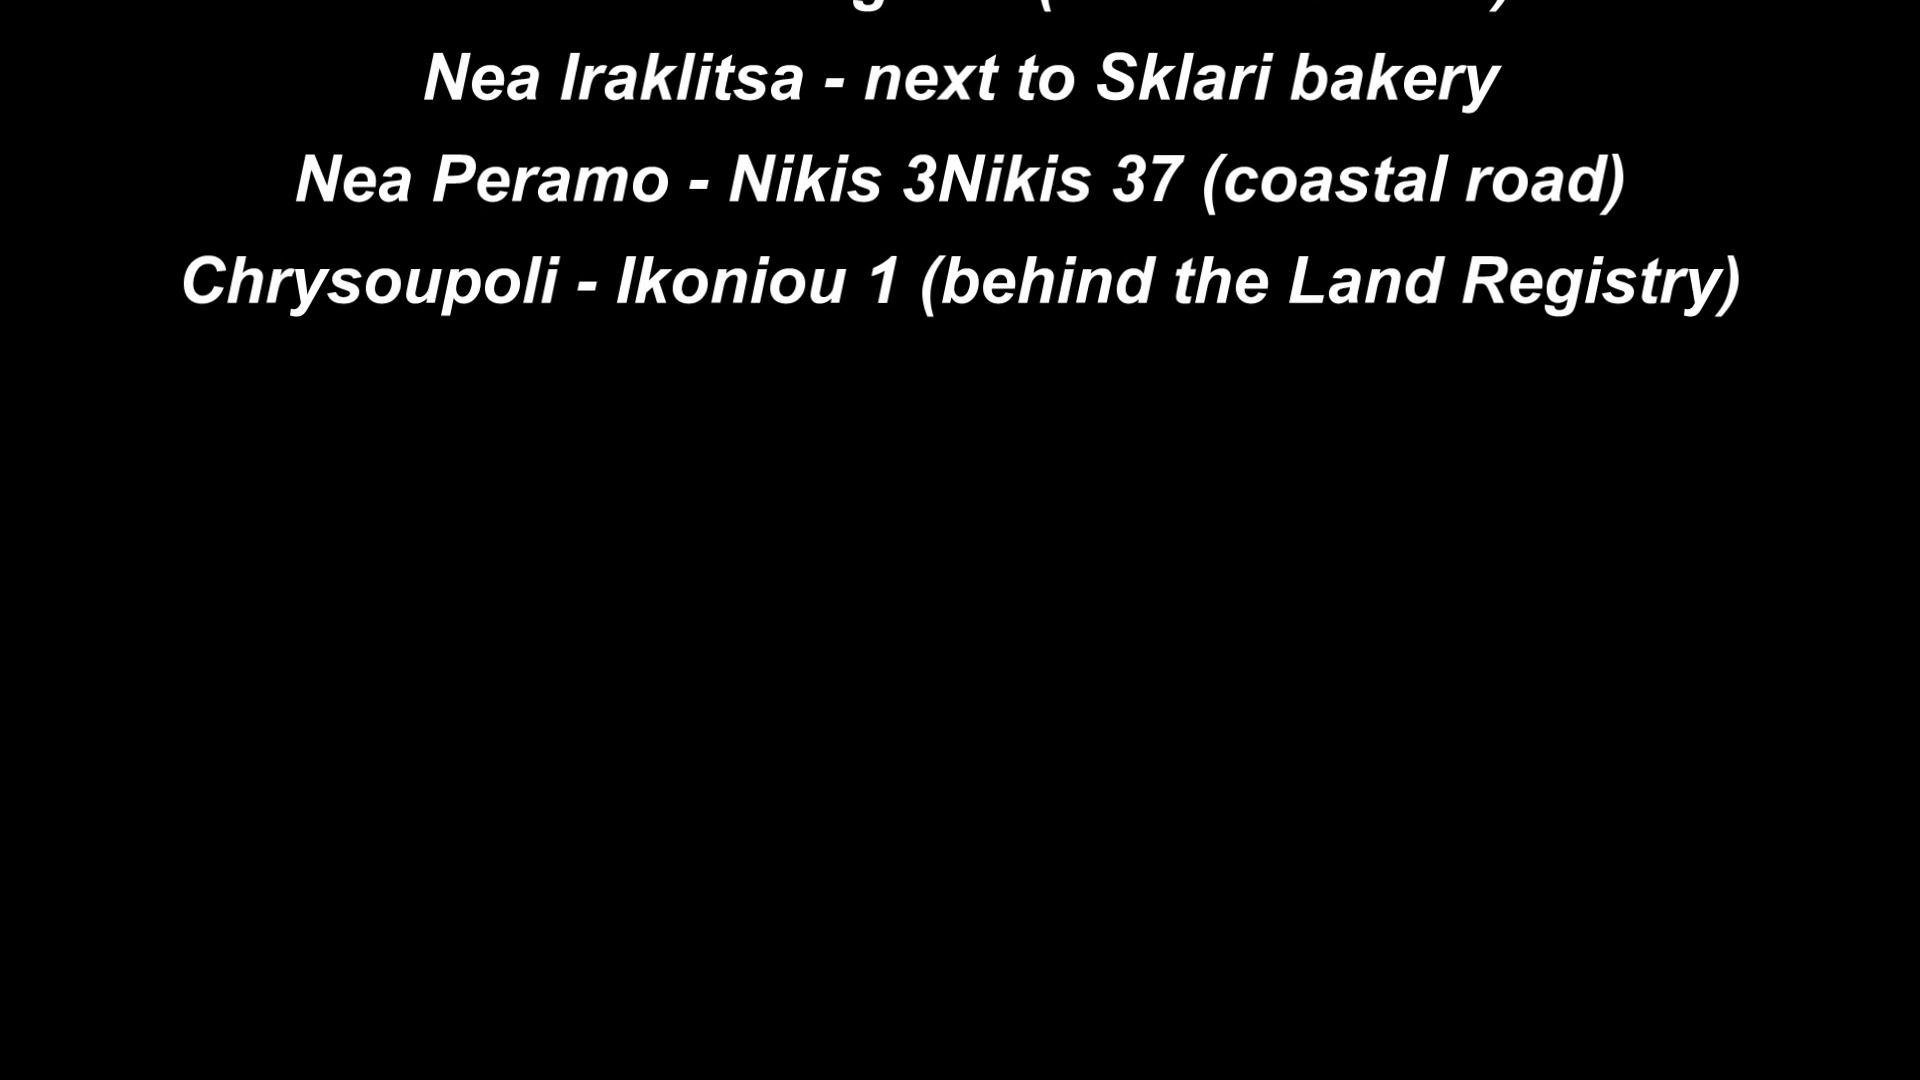 Nea Iraklitsa - next to Sklari bakery
Nea Peramo - Nikis 3Nikis 37 (coastal road)
Chrysoupoli - Ikoniou 1 (behind the Land Registry)